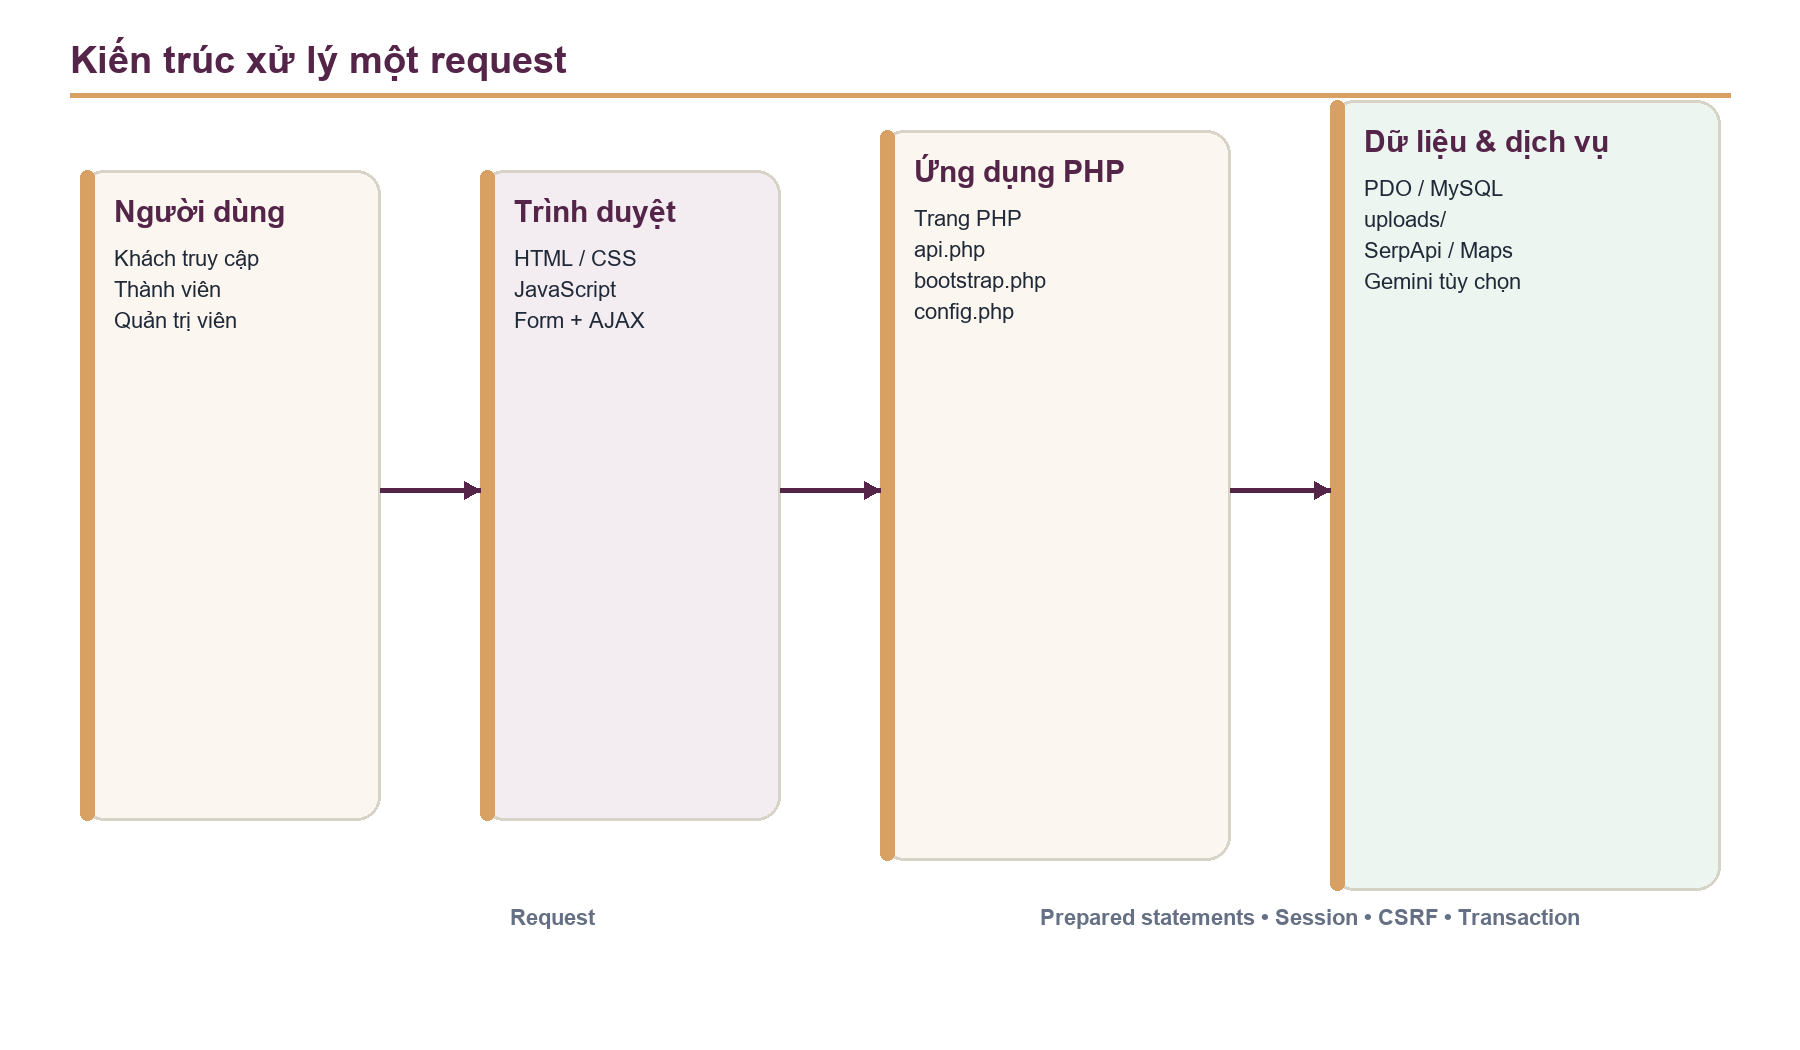 Kiến trúc xử lý một request
Người dùng
Khách truy cập
Thành viên
Quản trị viên
Trình duyệt
HTML / CSS
JavaScript
Form + AJAX
Ứng dụng PHP
Trang PHP
api.php
bootstrap.php
config.php
Dữ liệu & dịch vụ
PDO / MySQL
uploads/
SerpApi / Maps
Gemini tùy chọn
Request
Prepared statements • Session • CSRF • Transaction